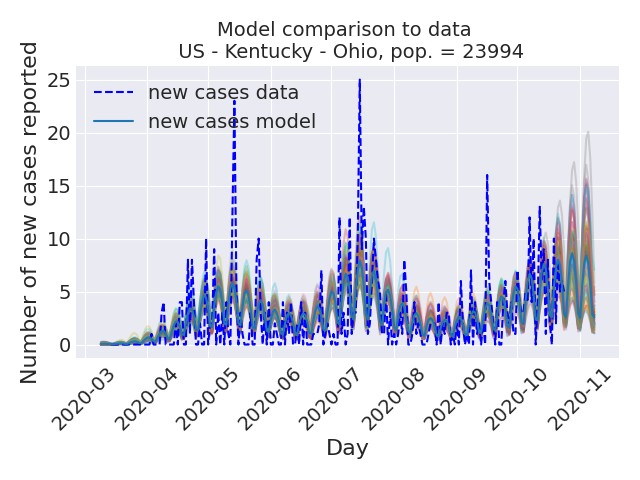 Model comparison to data
US - Kentucky - Ohio, pop. = 23994
Number of new cases reported
25
20
15
10
5
0
new cases data
new cases model
2020-03
2020-04
2020-05
2020-06
2020-07
2020-08
2020-09
2020-10
2020-11
Day